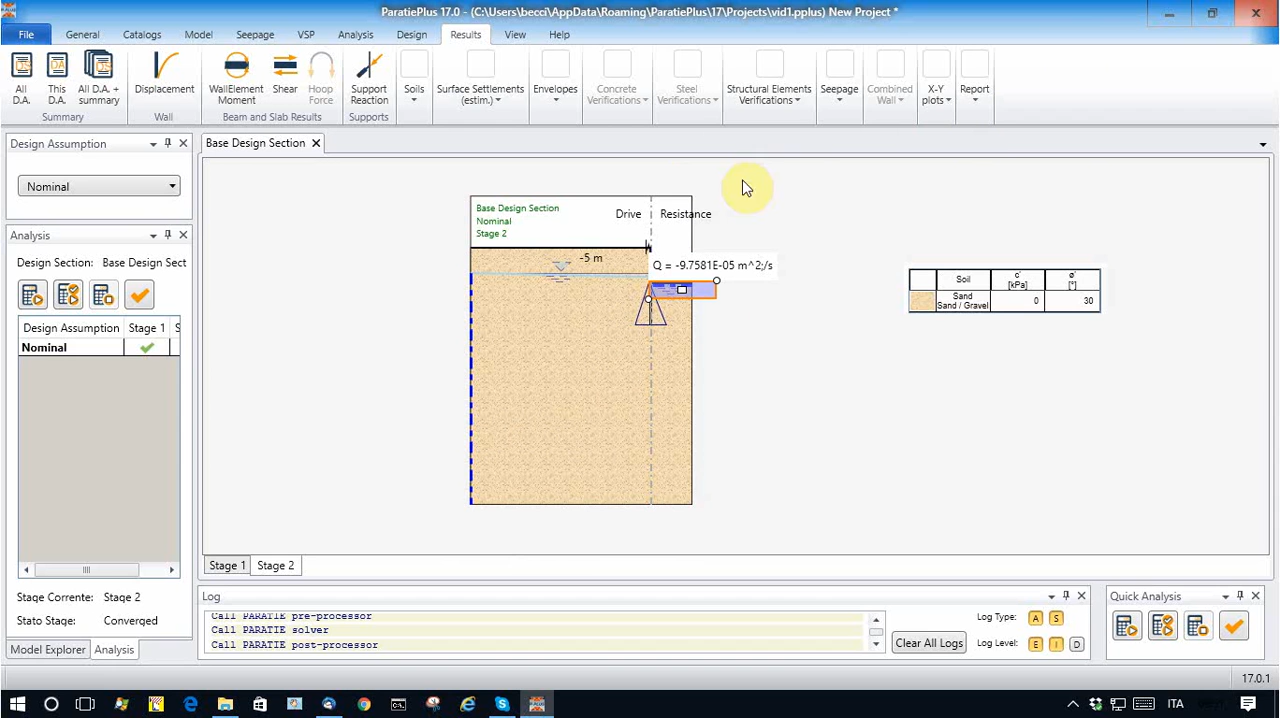 ParatiePlus 17.0 - (C:\Users\becci\AppData\Roaming\ParatiePlus\17\Projects\vid1.pplus) New Project *
File General Catalogs Model Seepage VSP Analysis Design Results View Help
All D.A.
This D.A.
All D.A. + summary
Displacement
WallElement Moment
Shear
Hoop Force
Support Reaction
Soils
Surface Settlements (estim.)
Envelopes
Concrete Verifications
Steel Verifications
Structural Elements Verifications
Seepage
Combined Wall
X-Y plots
Report
Summary
Wall
Beam and Slab Results
Supports
Design Assumption
Nominal
Analysis
Design Section: Base Design Sect
Design Assumption Stage 1 S
Nominal
Stage Corrente: Stage 2
Stato Stage: Converged
Model Explorer Analysis
Base Design Section
Base Design Section
Nominal
Stage 2
Drive
Resistance
-5 m
Q = -9.7581E-05 m^2;/s
Soil c' [kPa] ø' [°]
Sand
Sand / Gravel 0 30
Stage 1 Stage 2
Log
Call PARATIE pre-processor
Call PARATIE solver
Call PARATIE post-processor
Clear All Logs
Log Type: A S
Log Level: E I D
Quick Analysis
17.0.1
ITA